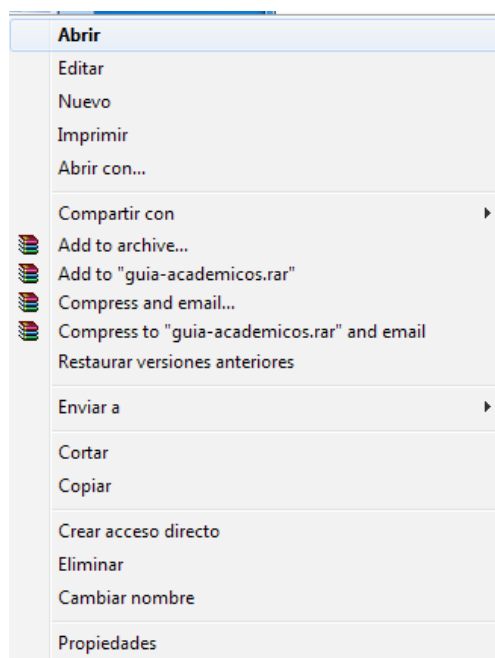 Abrir
Editar
Nuevo
Imprimir
Abrir con...
Compartir con
Add to archive...
Add to "guia-academicos.rar"
Compress and email...
Compress to "guia-academicos.rar" and email
Restaurar versiones anteriores
Enviar a
Cortar
Copiar
Crear acceso directo
Eliminar
Cambiar nombre
Propiedades